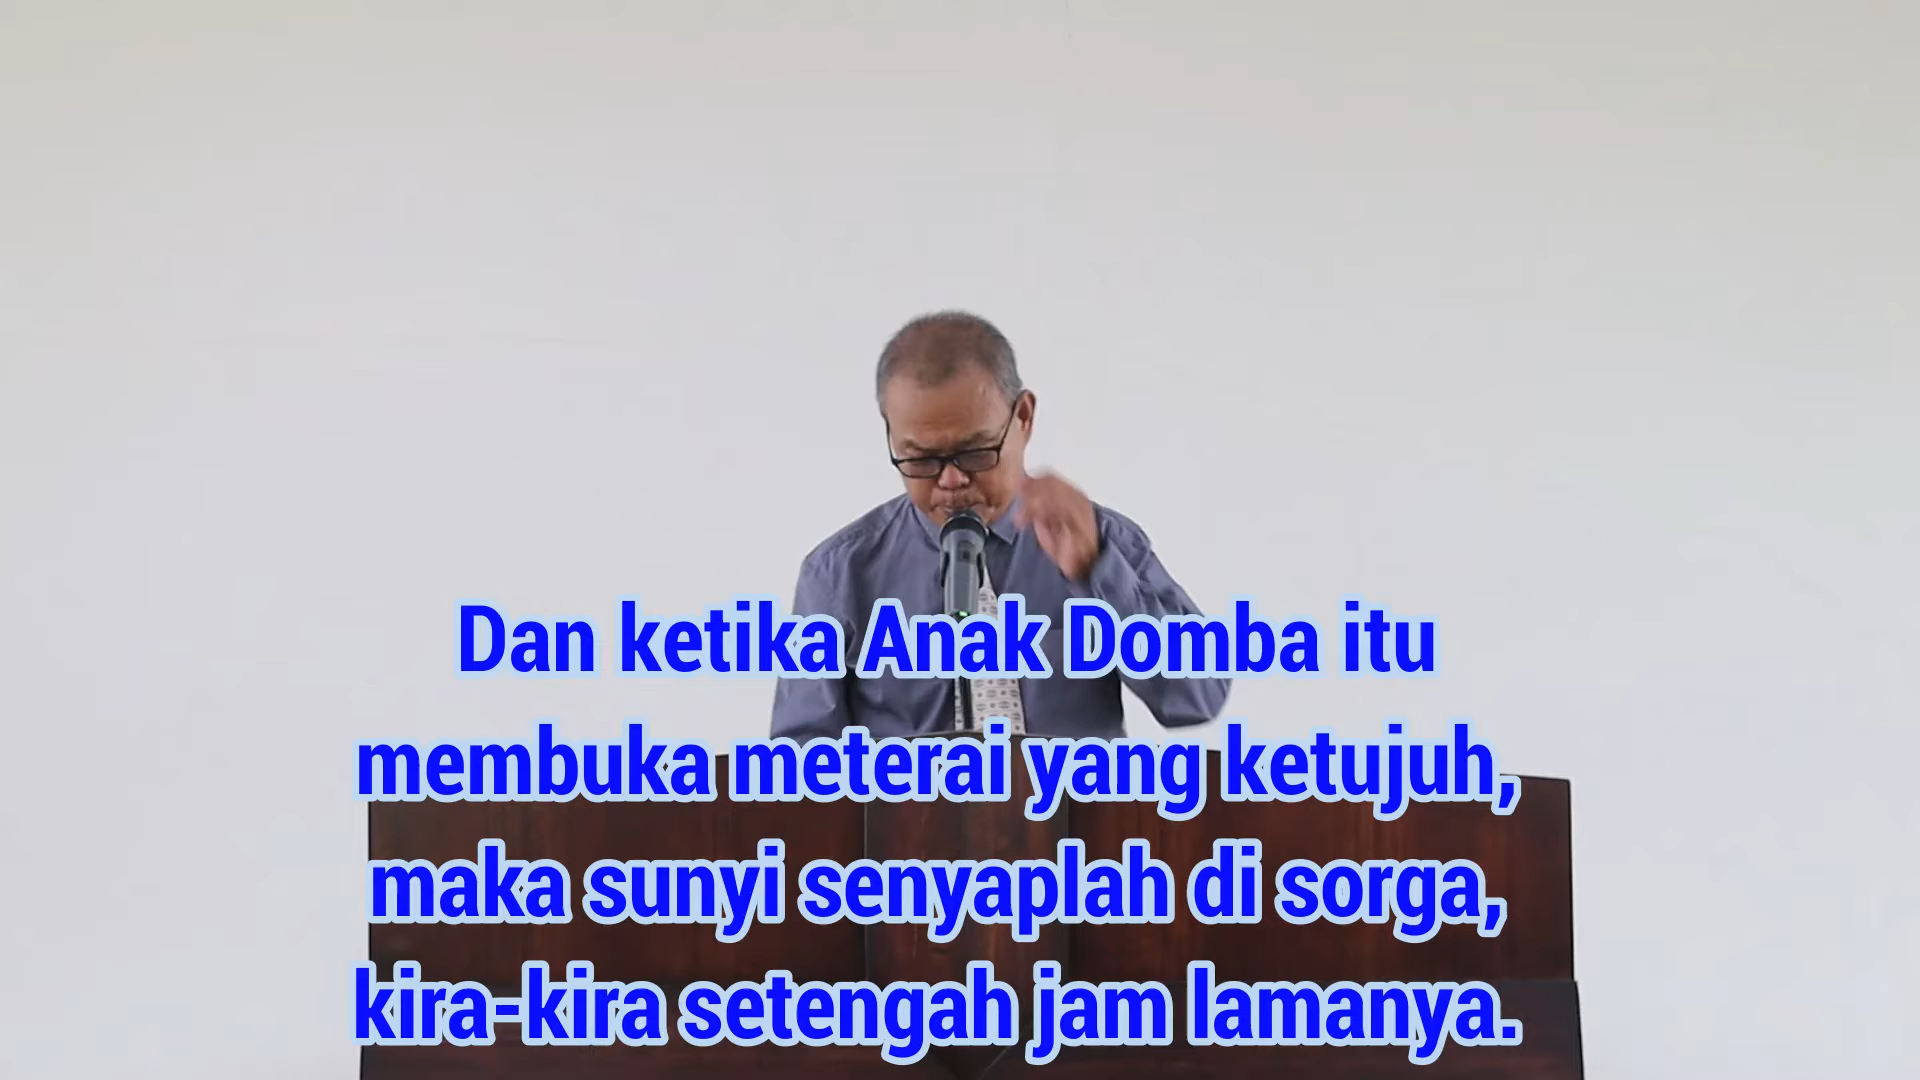 Dan ketika Anak Domba itu
membuka meterai yang ketujuh,
maka sunyi senyaplah di sorga,
kira-kira setengah jam lamanya.